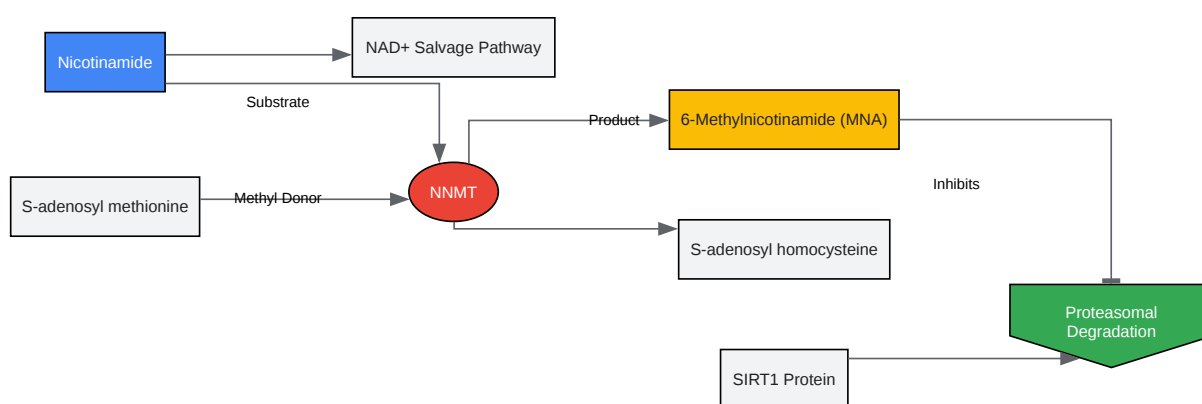 Nicotinamide
NAD+ Salvage Pathway
Substrate
Product
6-Methylnicotinamide (MNA)
S-adenosyl methionine
Methyl Donor
NNMT
Inhibits
S-adenosyl homocysteine
Proteasomal
Degradation
SIRT1 Protein